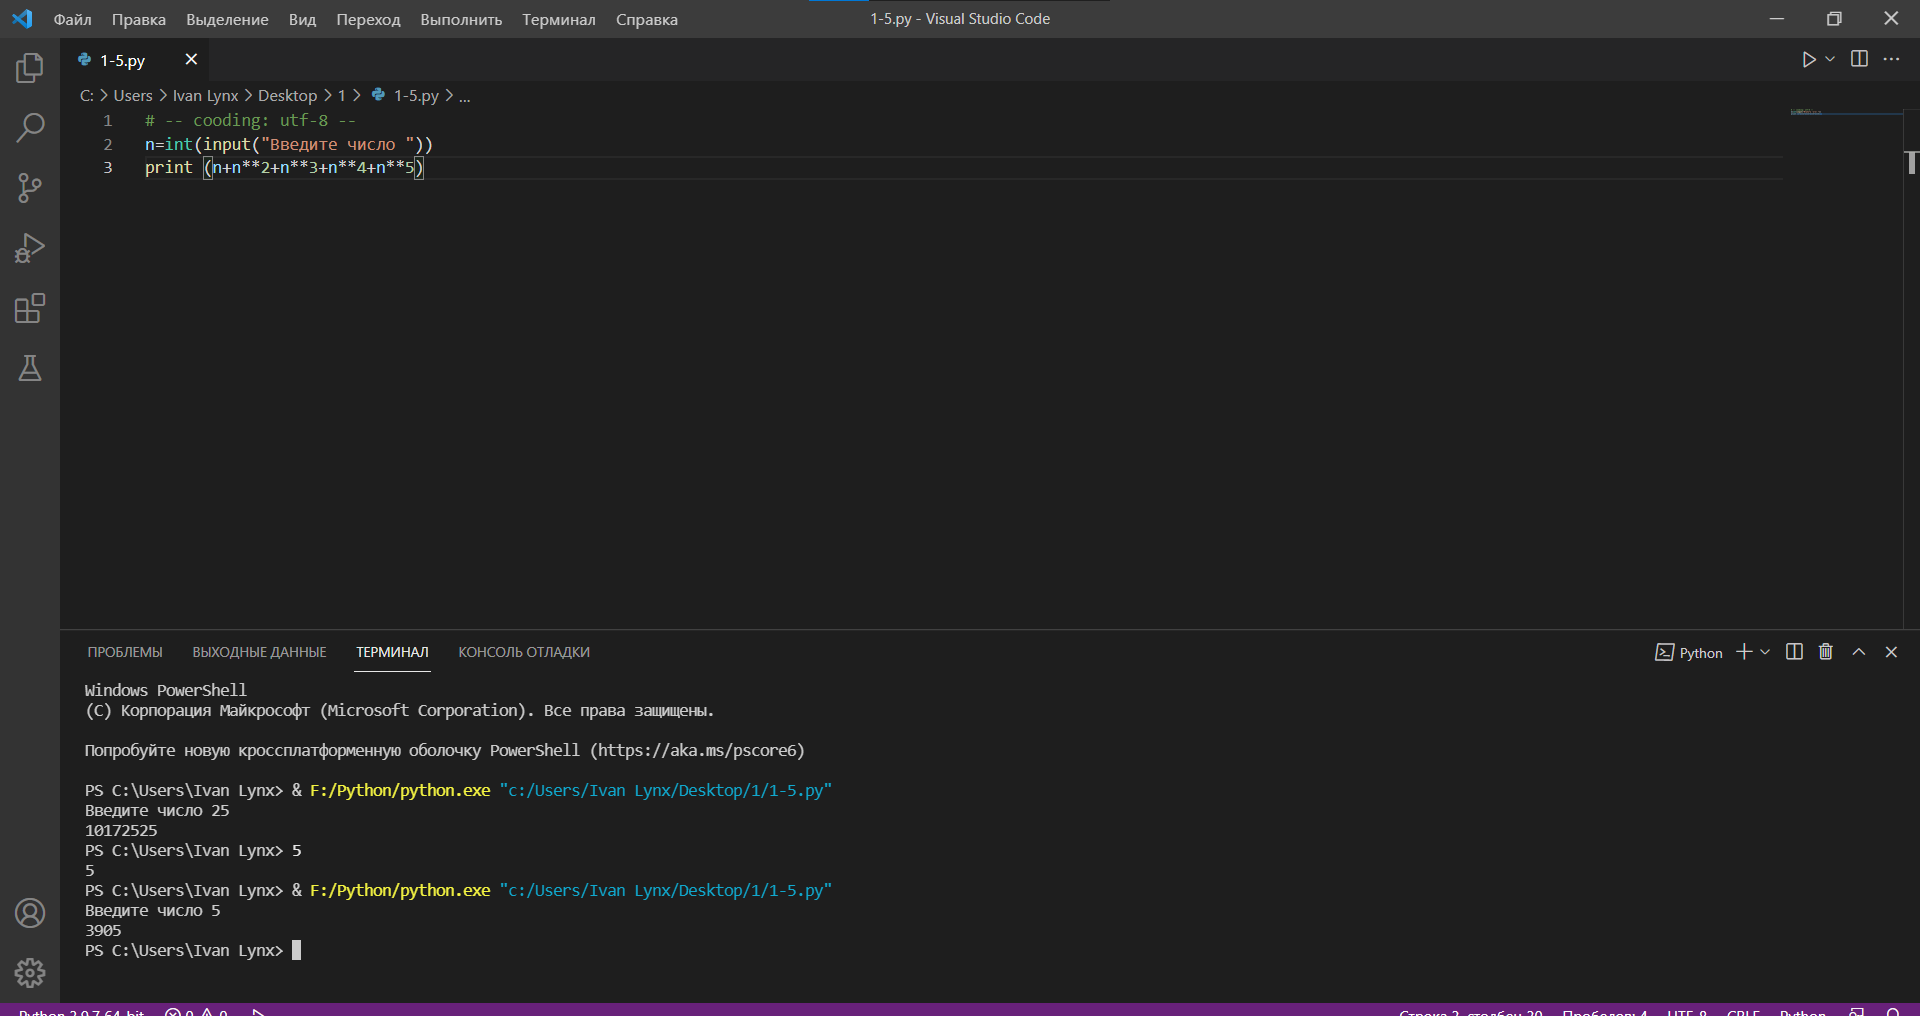 Файл Правка Выделение Вид Переход Выполнить Терминал Справка 1-5.py - Visual Studio Code
1-5.py
C: > Users > Ivan Lynx > Desktop > 1 > 1-5.py > ...
1 # -- cooding: utf-8 --
2 n=int(input("Введите число "))
3 print (n+n**2+n**3+n**4+n**5)
ПРОБЛЕМЫ ВЫХОДНЫЕ ДАННЫЕ ТЕРМИНАЛ КОНСОЛЬ ОТЛАДКИ Python
Windows PowerShell
(C) Корпорация Майкрософт (Microsoft Corporation). Все права защищены.
Попробуйте новую кроссплатформенную оболочку PowerShell (https://aka.ms/pscore6)
PS C:\Users\Ivan Lynx> & F:/Python/python.exe "c:/Users/Ivan Lynx/Desktop/1/1-5.py"
Введите число 25
10172525
PS C:\Users\Ivan Lynx> 5
5
PS C:\Users\Ivan Lynx> & F:/Python/python.exe "c:/Users/Ivan Lynx/Desktop/1/1-5.py"
Введите число 5
3905
PS C:\Users\Ivan Lynx>
Python 3.9.7 64-bit 0 0 Строка 3, столбец 30 Пробелов: 4 UTF-8 CRLF Python